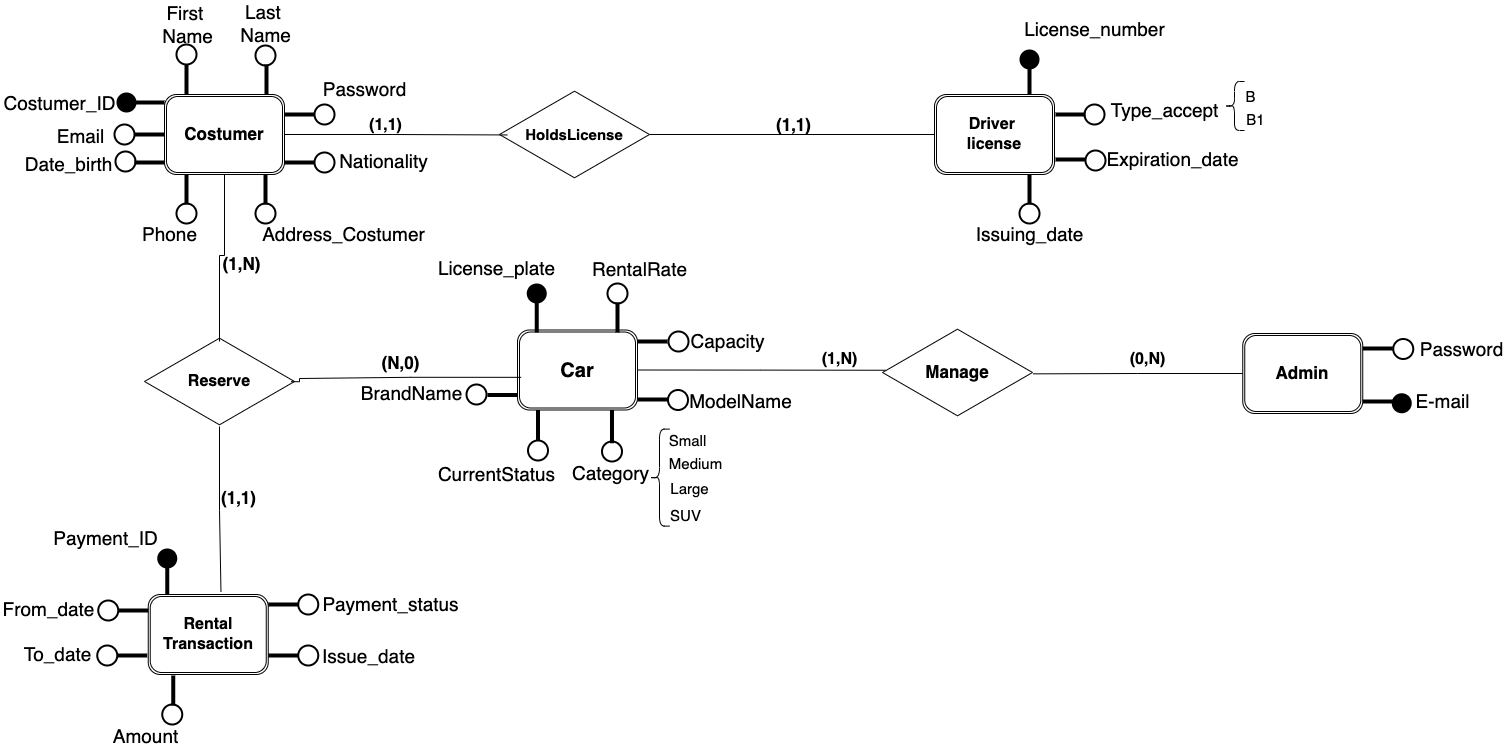 First
Name
Last
Name
License_number
Costumer_ID
Password
Type_accept
B
B1
Email
Costumer
(1,1)
HoldsLicense
(1,1)
Driver
license
Date_birth
Nationality
Expiration_date
Phone
Address_Costumer
Issuing_date
(1,N)
License_plate
RentalRate
Capacity
Reserve
(N,0)
Car
(1,N)
Manage
(0,N)
Admin
Password
BrandName
ModelName
E-mail
CurrentStatus
Category
Small
Medium
Large
SUV
(1,1)
Payment_ID
From_date
Payment_status
Rental
Transaction
To_date
Issue_date
Amount